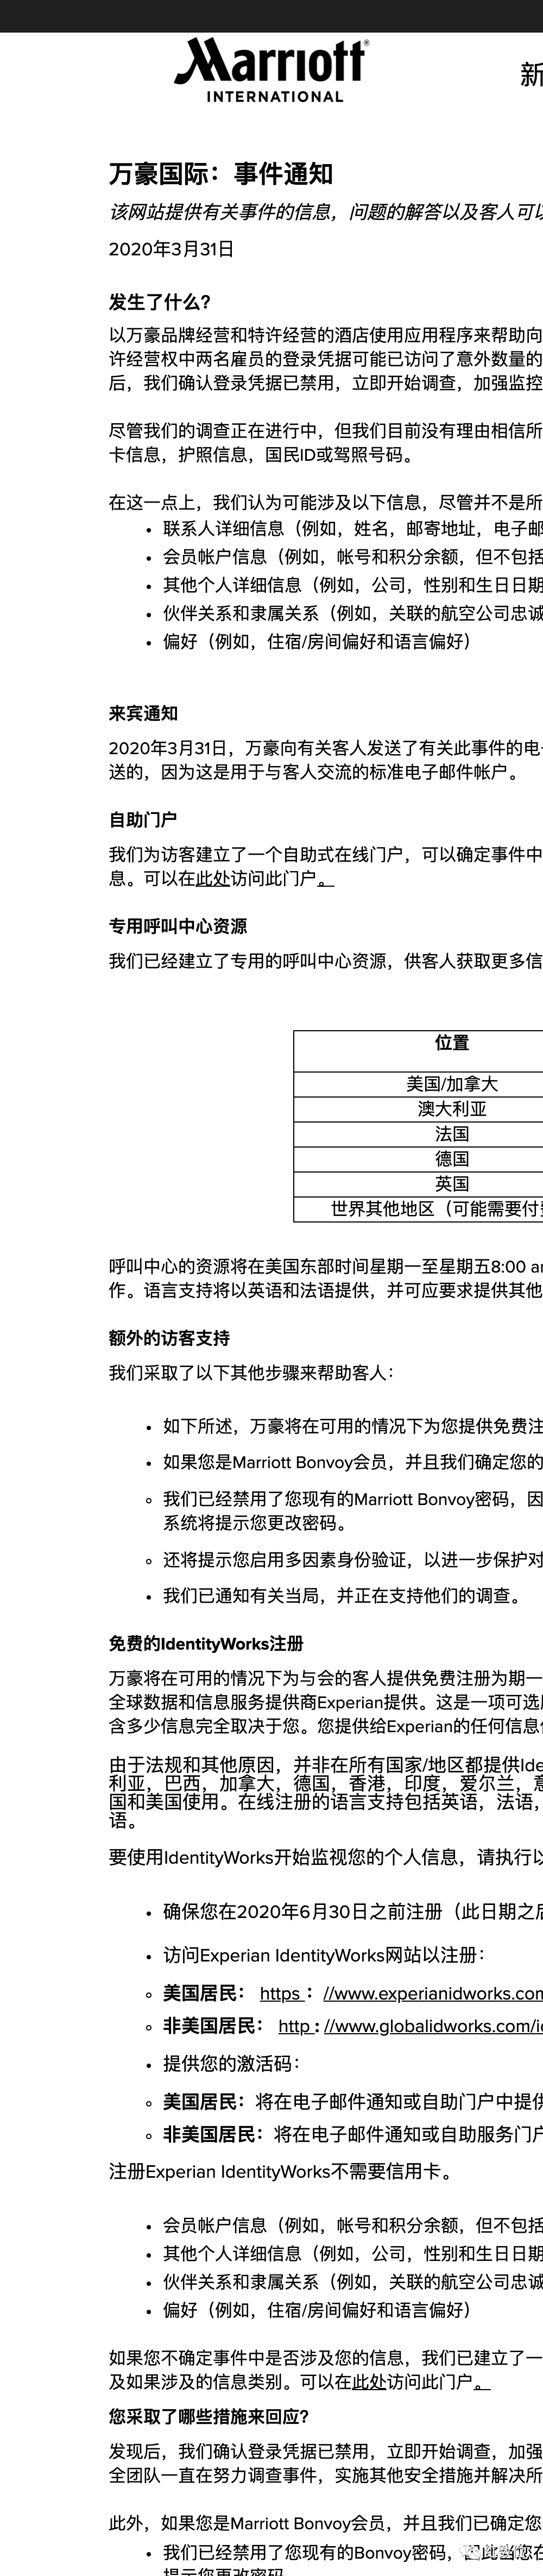 Marriott®
INTERNATIONAL
新
万豪国际：事件通知
该网站提供有关事件的信息，问题的解答以及客人可以
2020年3月31日
发生了什么?
以万豪品牌经营和特许经营的酒店使用应用程序来帮助向
许经营权中两名雇员的登录凭据可能已访问了意外数量的
后，我们确认登录凭据已禁用，立即开始调查，加强监控
尽管我们的调查正在进行中，但我们目前没有理由相信所
卡信息，护照信息，国民ID或驾照号码。
在这一点上，我们认为可能涉及以下信息，尽管并不是所
• 联系人详细信息（例如，姓名，邮寄地址，电子邮
• 会员帐户信息（例如，帐号和积分余额，但不包括
• 其他个人详细信息（例如，公司，性别和生日日期
• 伙伴关系和隶属关系（例如，关联的航空公司忠诚
• 偏好（例如，住宿/房间偏好和语言偏好）
来宾通知
2020年3月31日，万豪向有关客人发送了有关此事件的电
送的，因为这是用于与客人交流的标准电子邮件帐户。
自助门户
我们为访客建立了一个自助式在线门户，可以确定事件中
息。可以在此处访问此门户。
专用呼叫中心资源
我们已经建立了专用的呼叫中心资源，供客人获取更多信
位置
美国/加拿大
澳大利亚
法国
德国
英国
世界其他地区（可能需要付
呼叫中心的资源将在美国东部时间星期一至星期五8:00 a
作。语言支持将以英语和法语提供，并可应要求提供其他
额外的访客支持
我们采取了以下其他步骤来帮助客人：
• 如下所述，万豪将在可用的情况下为您提供免费注
• 如果您是Marriott Bonvoy会员，并且我们确定您的
◦ 我们已经禁用了您现有的Marriott Bonvoy密码，因
系统将提示您更改密码。
◦ 还将提示您启用多因素身份验证，以进一步保护对
• 我们已通知有关当局，并正在支持他们的调查。
免费的IdentityWorks注册
万豪将在可用的情况下为与会的客人提供免费注册为期一
全球数据和信息服务提供商Experian提供。这是一项可选
含多少信息完全取决于您。您提供给Experian的任何信息
由于法规和其他原因，并非在所有国家/地区都提供Ide
利亚，巴西，加拿大，德国，香港，印度，爱尔兰，意
国和美国使用。在线注册的语言支持包括英语，法语，
语。
要使用IdentityWorks开始监视您的个人信息，请执行以
• 确保您在2020年6月30日之前注册（此日期之后
• 访问Experian IdentityWorks网站以注册：
◦ 美国居民： https ：//www.experianidworks.com
◦ 非美国居民： http : //www.globalidworks.com/i
• 提供您的激活码：
◦ 美国居民：将在电子邮件通知或自助门户中提供
◦ 非美国居民：将在电子邮件通知或自助服务门户
注册Experian IdentityWorks不需要信用卡。
• 会员帐户信息（例如，帐号和积分余额，但不包括
• 其他个人详细信息（例如，公司，性别和生日日期
• 伙伴关系和隶属关系（例如，关联的航空公司忠诚
• 偏好（例如，住宿/房间偏好和语言偏好）
如果您不确定事件中是否涉及您的信息，我们已建立了一
及如果涉及的信息类别。可以在此处访问此门户。
您采取了哪些措施来回应?
发现后，我们确认登录凭据已禁用，立即开始调查，加强
全团队一直在努力调查事件，实施其他安全措施并解决所
此外，如果您是Marriott Bonvoy会员，并且我们已确定您
• 我们已经禁用了您现有的Bonvoy密码，因此您在
提示您更改密码